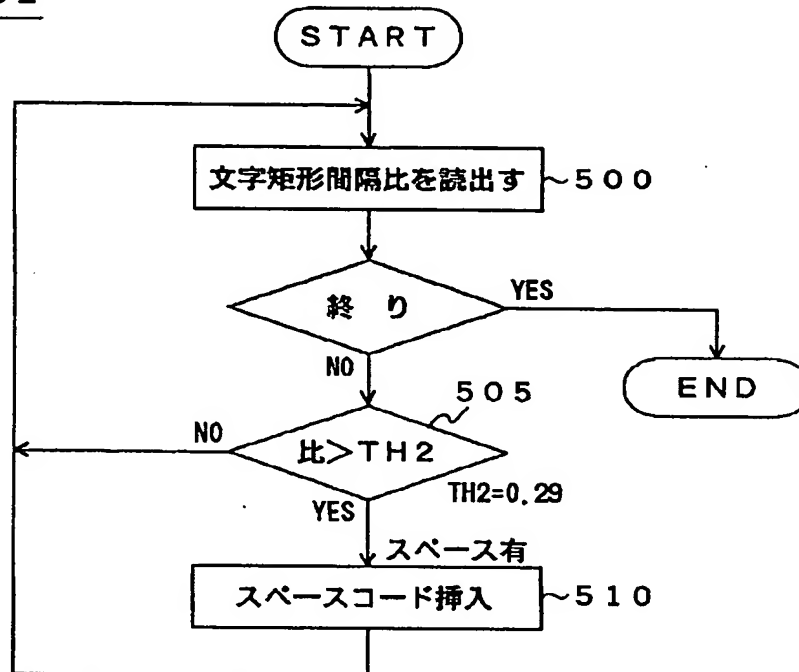 START
文字矩形間隔比を読出す
~500
終り
YES
NO
END
505
NO
比>TH2
TH2=0.29
YES
スペース有
スペースコード挿入
~510